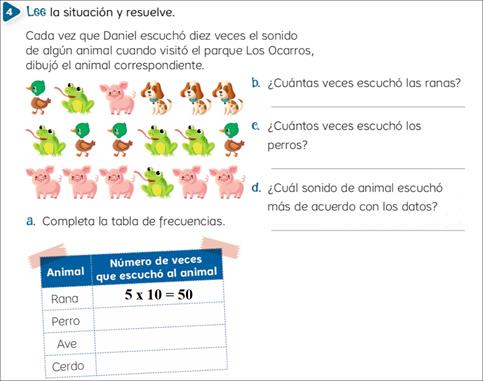 4 Lee la situación y resuelve.
Cada vez que Daniel escuchó diez veces el sonido
de algún animal cuando visitó el parque Los Ocarros,
dibujó el animal correspondiente.
b. ¿Cuántas veces escuchó las ranas?
c. ¿Cuántos veces escuchó los
perros?
d. ¿Cuál sonido de animal escuchó
más de acuerdo con los datos?
a. Completa la tabla de frecuencias.
Animal
Número de veces
que escuchó al animal
Rana 5 x 10 = 50
Perro
Ave
Cerdo